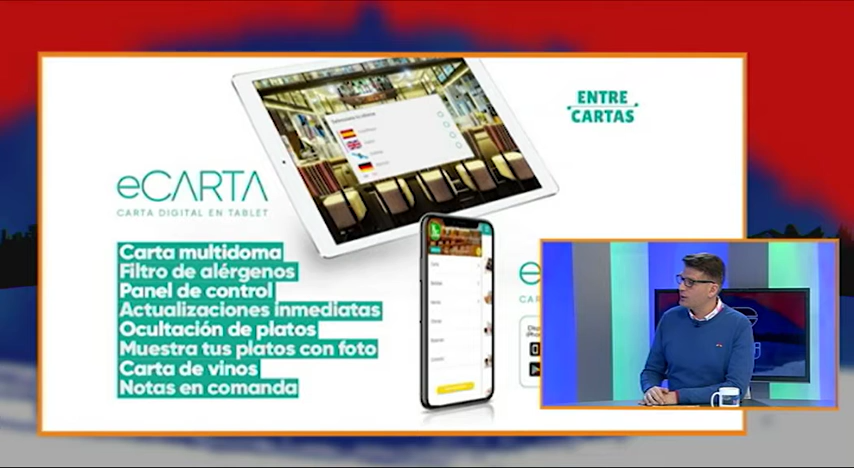 ENTRE
CARTAS
eCARTA
CARTA DIGITAL EN TABLET
Carta multidoma
Filtro de alérgenos
Panel de control
Actualizaciones inmediatas
Ocultación de platos
Muestra tus platos con foto
Carta de vinos
Notas en comanda